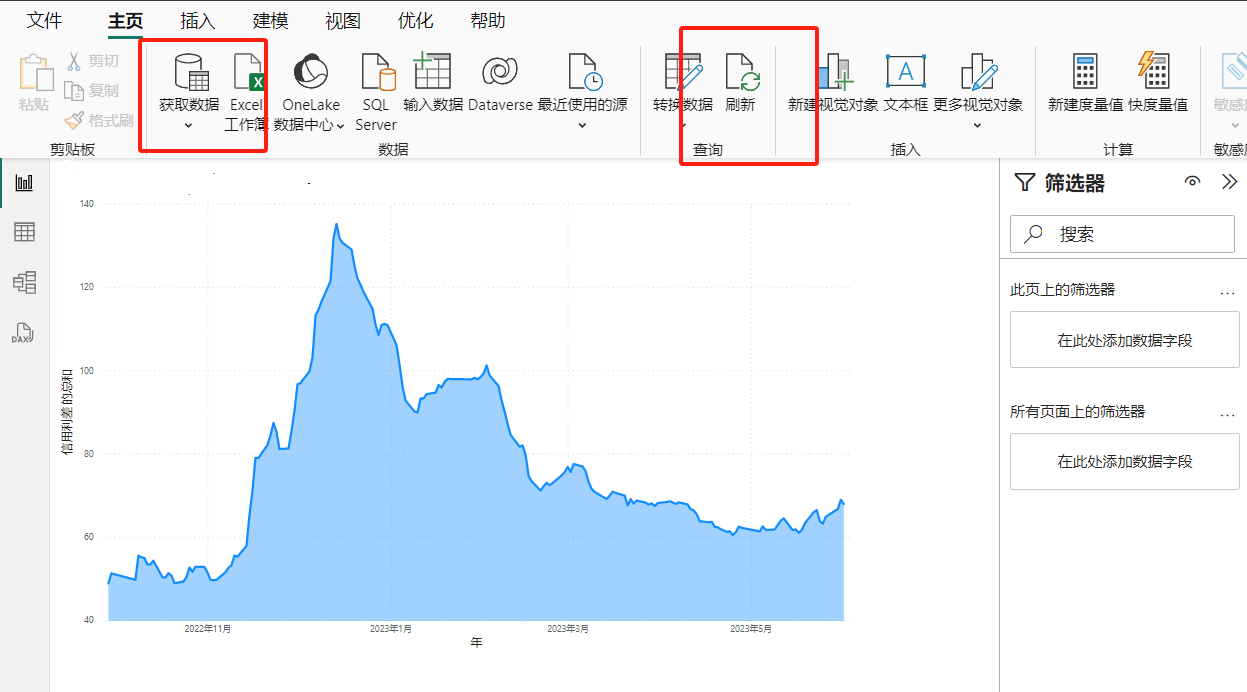 文件 主页 插入 建模 视图 优化 帮助
粘贴 剪切 复制 格式刷
获取数据 Excel 工作簿 OneLake 数据中心 SQL Server 输入数据 Dataverse 最近使用的源
转换数据 刷新 新建视觉对象 文本框 更多视觉对象 新建度量值 快度量值 敏感
剪贴板 数据 查询 插入 计算 敏感
DAX
筛选器
搜索
此页上的筛选器 ...
在此处添加数据字段
所有页面上的筛选器 ...
在此处添加数据字段
信用利差 的总和
140
120
100
80
60
40
2022年11月 2023年1月 2023年3月 2023年5月
年